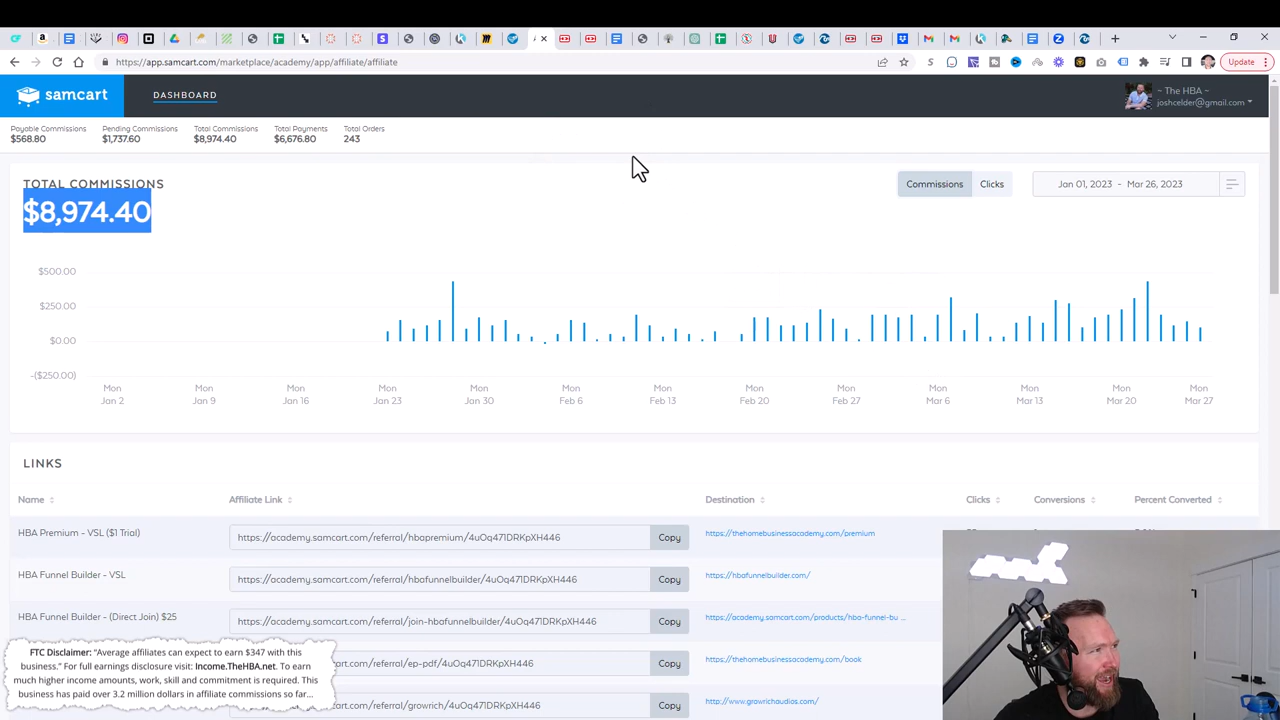 Update
https://app.samcart.com/marketplace/academy/app/affiliate/affiliate
samcart
DASHBOARD
~ The HBA ~
joshcelder@gmail.com
Payable Commissions Pending Commissions Total Commissions Total Payments Total Orders
$568.80 $1,737.60 $8,974.40 $6,676.80 243
TOTAL COMMISSIONS
$8,974.40
Commissions Clicks Jan 01, 2023 - Mar 26, 2023
$500.00
$250.00
$0.00
-($250.00)
Mon Mon Mon Mon Mon Mon Mon Mon Mon Mon Mon Mon Mon
Jan 2 Jan 9 Jan 16 Jan 23 Jan 30 Feb 6 Feb 13 Feb 20 Feb 27 Mar 6 Mar 13 Mar 20 Mar 27
LINKS
Name Affiliate Link Destination Clicks Conversions Percent Converted
HBA Premium - VSL ($1 Trial) https://academy.samcart.com/referral/hbapremium/4uOq471DRKpXH446 Copy https://thehomebusinessacademy.com/premium
HBA Funnel Builder - VSL https://academy.samcart.com/referral/hbafunnelbuilder/4uOq471DRKpXH446 Copy https://hbafunnelbuilder.com/
HBA Funnel Builder - (Direct Join) $25 https://academy.samcart.com/referral/join-hbafunnelbuilder/4uOq471DRKpXH446 Copy https://academy.samcart.com/products/hba-funnel-bu ...
.samcart.com/referral/ep-pdf/4uOq471DRKpXH446 Copy https://thehomebusinessacademy.com/book
.samcart.com/referral/growrich/4uOq471DRKpXH446 Copy http://www.growrichaudios.com/
FTC Disclaimer: "Average affiliates can expect to earn $347 with this
business." For full earnings disclosure visit: Income.TheHBA.net. To earn
much higher income amounts, work, skill and commitment is required. This
business has paid over 3.2 million dollars in affiliate commissions so far...